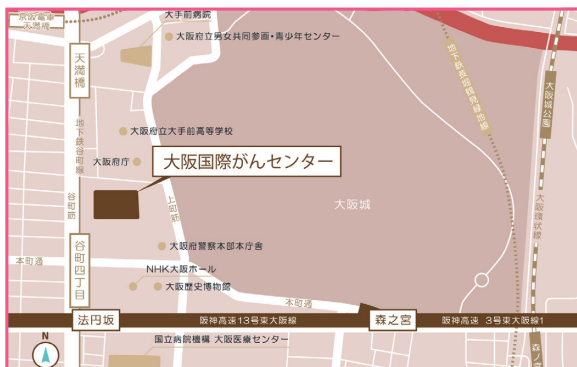 京阪電車
天満橋
大手前病院
大阪府立男女共同参画・青少年センター
天満橋
地下鉄谷町線
地下鉄長堀鶴見緑地線
大阪城公園
大阪府立大手前高等学校
大阪府庁
大阪国際がんセンター
谷町筋
上町筋
大阪城
大阪環状線
谷町四丁目
大阪府警察本部本庁舎
本町通
NHK大阪ホール
大阪歴史博物館
本町通
法円坂
阪神高速13号東大阪線
森之宮
阪神高速 3号東大阪線1
N
国立病院機構 大阪医療センター
森ノ宮